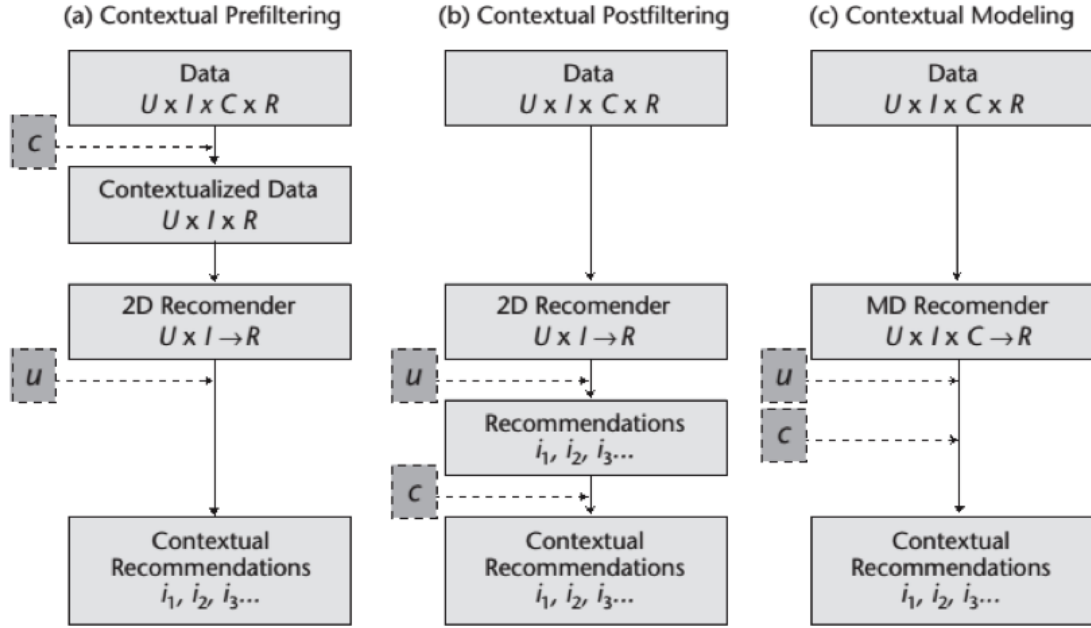 (a) Contextual Prefiltering
Data
U x I x C x R
c
Contextualized Data
U x I x R
2D Recomender
U x I → R
u
Contextual
Recommendations
i₁, i₂, i₃...
(b) Contextual Postfiltering
Data
U x I x C x R
2D Recomender
U x I → R
u
Recommendations
i₁, i₂, i₃...
c
Contextual
Recommendations
i₁, i₂, i₃...
(c) Contextual Modeling
Data
U x I x C x R
MD Recomender
U x I x C → R
u
c
Contextual
Recommendations
i₁, i₂, i₃...